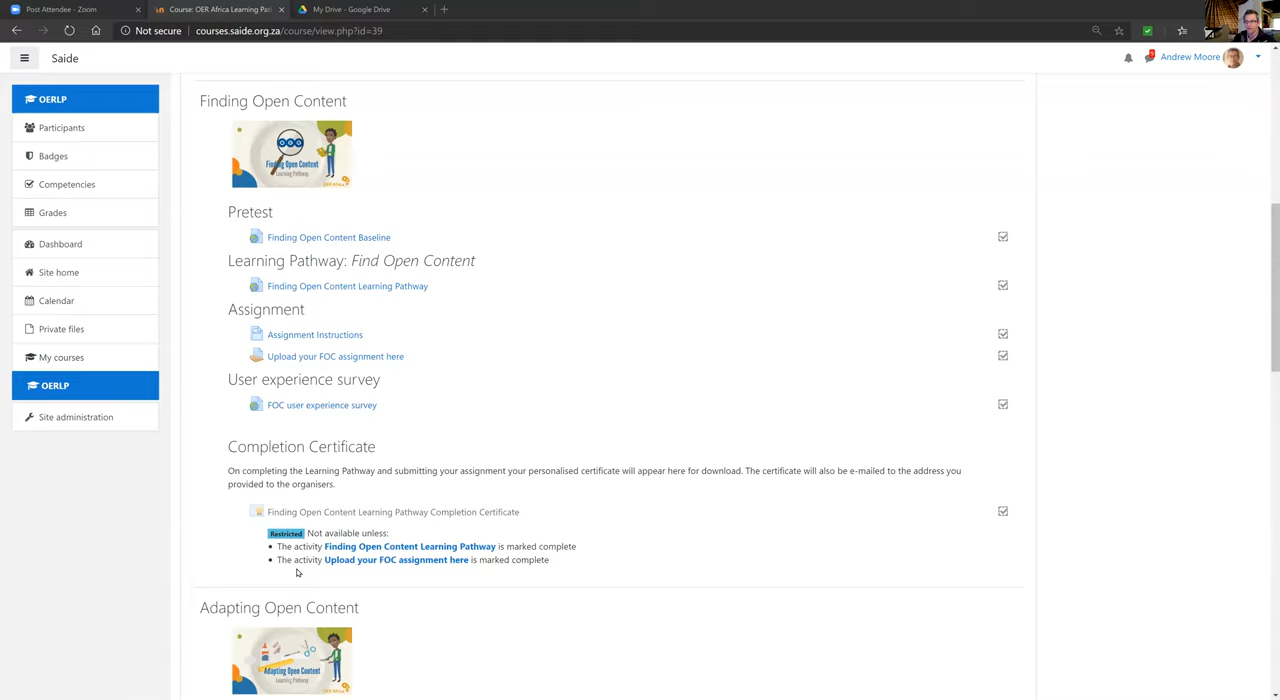 Post Attendee - Zoom
Course: OER Africa Learning Pat
My Drive - Google Drive
Not secure
courses.saide.org.za/course/view.php?id=39
Saide
Andrew Moore
OERLP
Participants
Badges
Competencies
Grades
Dashboard
Site home
Calendar
Private files
My courses
OERLP
Site administration
Finding Open Content
Finding Open Content
Learning Pathway
OER Africa
Pretest
Finding Open Content Baseline
Learning Pathway: Find Open Content
Finding Open Content Learning Pathway
Assignment
Assignment Instructions
Upload your FOC assignment here
User experience survey
FOC user experience survey
Completion Certificate
On completing the Learning Pathway and submitting your assignment your personalised certificate will appear here for download. The certificate will also be e-mailed to the address you
provided to the organisers.
Finding Open Content Learning Pathway Completion Certificate
Restricted Not available unless:
• The activity Finding Open Content Learning Pathway is marked complete
• The activity Upload your FOC assignment here is marked complete
Adapting Open Content
Adapting Open Content
Learning Pathway
OER Africa